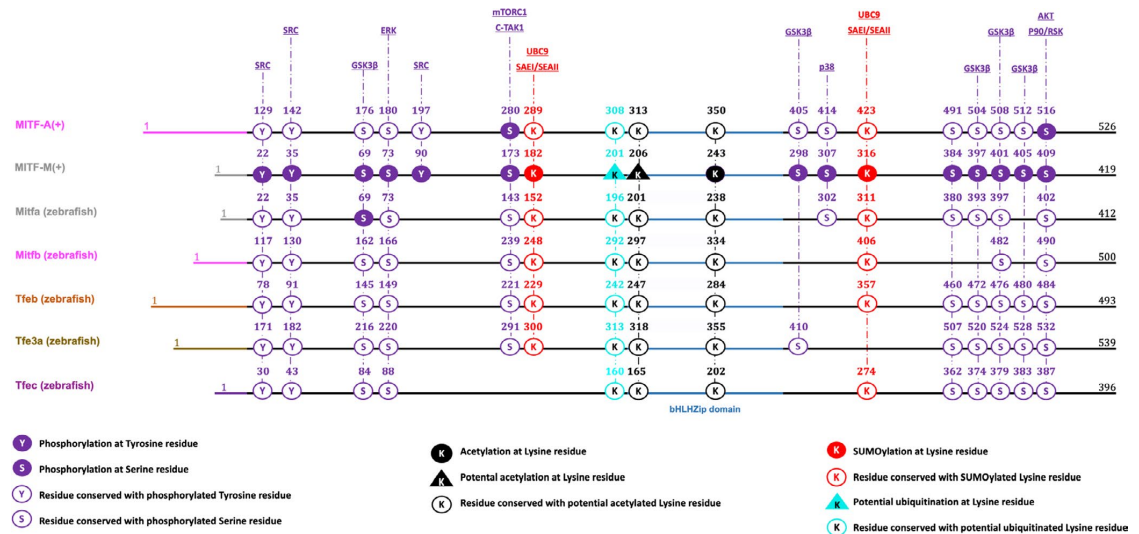 mTORC1 UBC9 AKT
SRC ERK C-TAK1 GSK3β SAEI/SEAII GSK3β P90/RSK
UBC9
SRC GSK3β SRC SAEI/SEAII p38 GSK3β GSK3β
129 142 176 180 197 280 289 308 313 350 405 414 423 491 504 508 512 516
MITF-A(+) 1 Y Y S S Y S K K K K S S K S S S S S 526
22 35 69 73 90 173 182 201 206 243 298 307 316 384 397 401 405 409
MITF-M(+) 1 Y Y S S Y S K K K K S S K S S S S S 419
22 35 69 73 143 152 196 201 238 302 311 380 393 397 402
Mitfa (zebrafish) 1 Y Y S S S K K K K S K S S S S 412
117 130 162 166 239 248 292 297 334 406 482 490
Mitfb (zebrafish) 1 Y Y S S S K K K K K S S 500
78 91 145 149 221 229 242 247 284 357 460 472 476 480 484
Tfeb (zebrafish) 1 Y Y S S S K K K K K S S S S S 493
171 182 216 220 291 300 313 318 355 410 507 520 524 528 532
Tfe3a (zebrafish) 1 Y Y S S S K K K K S S S S S S 539
30 43 84 88 160 165 202 274 362 374 379 383 387
Tfec (zebrafish) 1 Y Y S S K K K K S S S S S 396
bHLHZip domain
Y Phosphorylation at Tyrosine residue
S Phosphorylation at Serine residue
Y Residue conserved with phosphorylated Tyrosine residue
S Residue conserved with phosphorylated Serine residue
K Acetylation at Lysine residue
K Potential acetylation at Lysine residue
K Residue conserved with potential acetylated Lysine residue
K SUMOylation at Lysine residue
K Residue conserved with SUMOylated Lysine residue
K Potential ubiquitination at Lysine residue
K Residue conserved with potential ubiquitinated Lysine residue